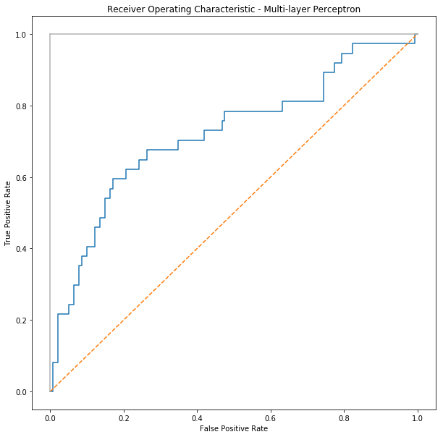 Receiver Operating Characteristic - Multi-layer Perceptron
1.0
0.8
0.6
0.4
0.2
0.0
True Positive Rate
0.0 0.2 0.4 0.6 0.8 1.0
False Positive Rate